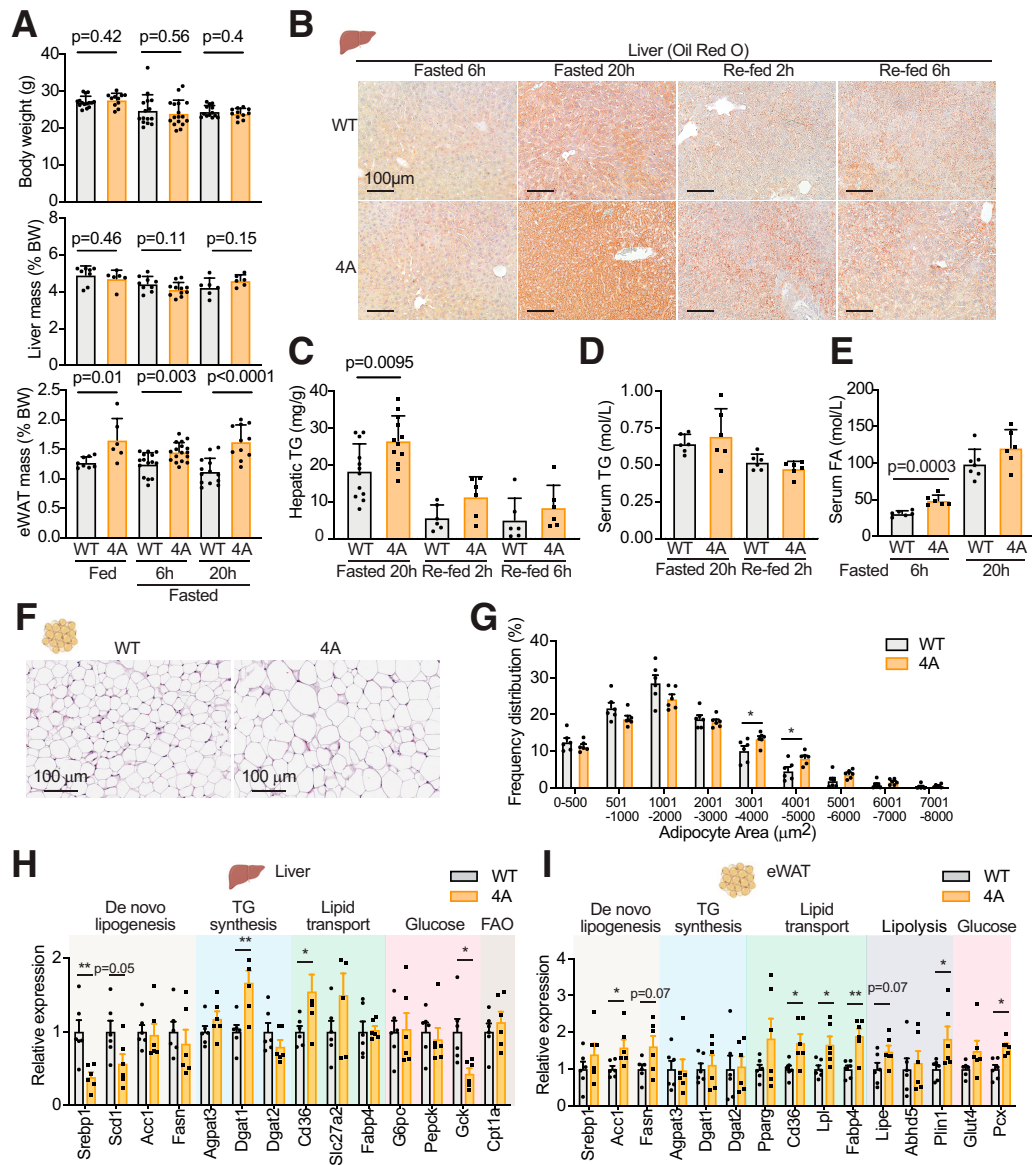 A
p=0.42 p=0.56 p=0.4
Body weight (g)
40
30
20
10
0
p=0.46 p=0.11 p=0.15
Liver mass (% BW)
8
6
4
2
0
p=0.01 p=0.003 p<0.0001
eWAT mass (% BW)
2.5
2.0
1.5
1.0
0.5
0.0
WT 4A WT 4A WT 4A
Fed 6h 20h
Fasted
B
Liver (Oil Red O)
Fasted 6h Fasted 20h Re-fed 2h Re-fed 6h
WT
100µm
4A
C
p=0.0095
Hepatic TG (mg/g)
40
30
20
10
0
WT 4A WT 4A WT 4A
Fasted 20h Re-fed 2h Re-fed 6h
D
Serum TG (mol/L)
1.00
0.75
0.50
0.25
0.00
WT 4A WT 4A
Fasted 20h Re-fed 2h
E
Serum FA (mol/L)
200
150
100
50
0
p=0.0003
WT 4A WT 4A
Fasted 6h 20h
F
WT 4A
100 µm 100 µm
G
WT
4A
Frequency distribution (%)
40
30
20
10
0
* *
0-500 501 1001 2001 3001 4001 5001 6001 7001
-1000 -2000 -3000 -4000 -5000 -6000 -7000 -8000
Adipocyte Area (µm2)
H
Liver
WT
4A
De novo TG Lipid Glucose FAO
lipogenesis synthesis transport
Relative expression
2
1
0
** p=0.05 ** * *
Srebp1 Scd1 Acc1 Fasn Agpat3 Dgat1 Dgat2 Cd36 Slc27a2 Fabp4 G6pc Pepck Gck Cpt1a
I
eWAT
WT
4A
De novo TG Lipid Lipolysis Glucose
lipogenesis synthesis transport
Relative expression
4
3
2
1
0
* p=0.07 * * ** p=0.07 * *
Srebp1 Acc1 Fasn Agpat3 Dgat1 Dgat2 Pparg Cd36 Lpl Fabp4 Lipe Abhd5 Plin1 Glut4 Pcx